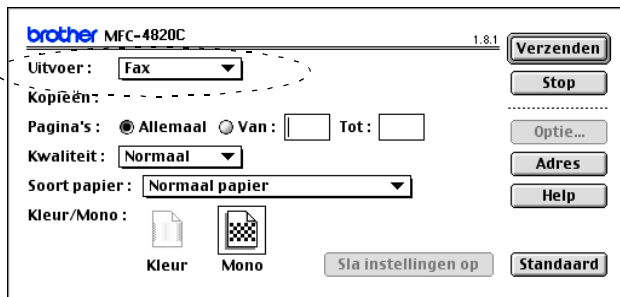 brother MFC-4820C
1.8.1
Verzenden
Uitvoer : Fax
Stop
Kopieën :
Pagina's : Allemaal Van : Tot :
Optie...
Kwaliteit : Normaal
Adres
Soort papier : Normaal papier
Help
Kleur/Mono :
Kleur Mono
Sla instellingen op
Standaard